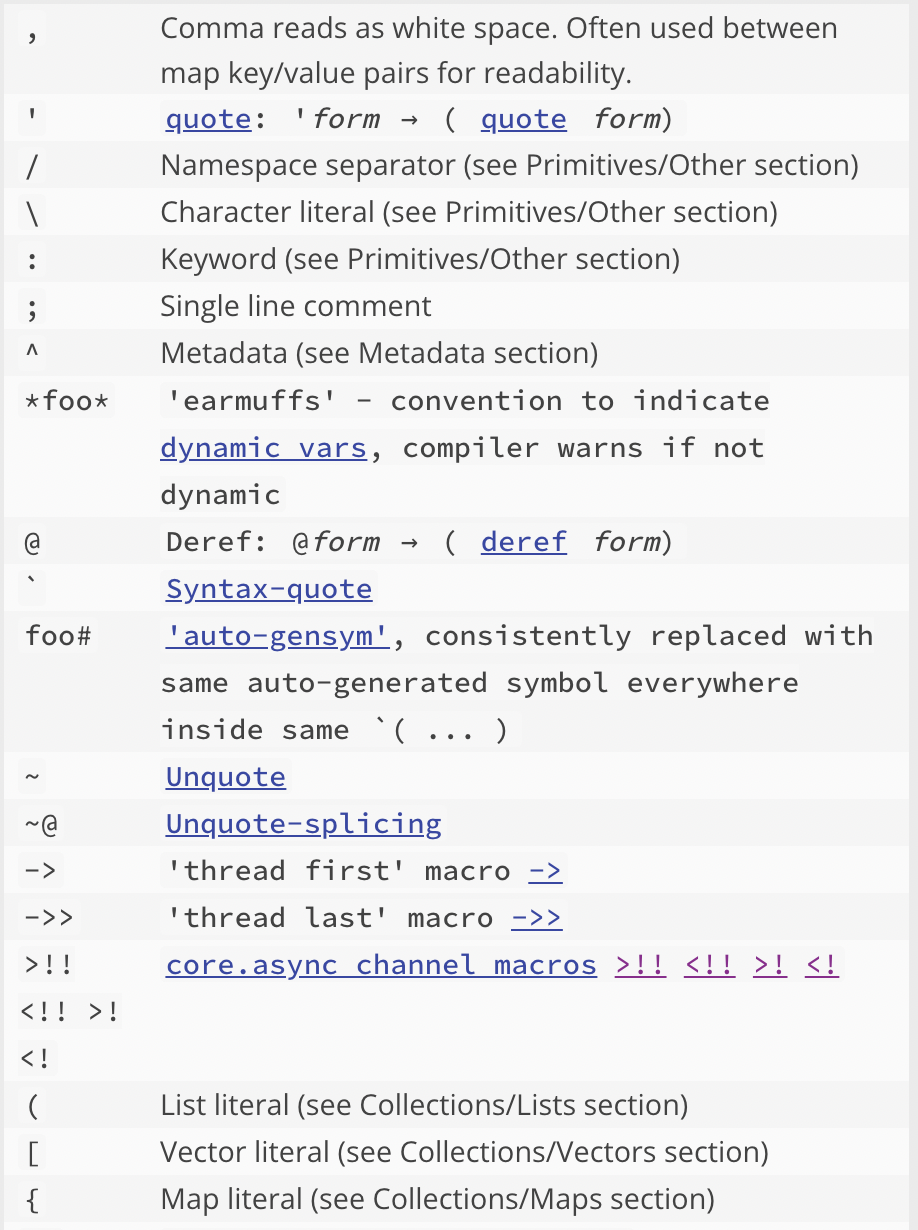 , Comma reads as white space. Often used between
map key/value pairs for readability.
' quote: 'form → ( quote form)
/ Namespace separator (see Primitives/Other section)
\ Character literal (see Primitives/Other section)
: Keyword (see Primitives/Other section)
; Single line comment
^ Metadata (see Metadata section)
*foo* 'earmuffs' - convention to indicate
dynamic vars, compiler warns if not
dynamic
@ Deref: @form → ( deref form)
` Syntax-quote
foo# 'auto-gensym', consistently replaced with
same auto-generated symbol everywhere
inside same `( ... )
~ Unquote
~@ Unquote-splicing
-> 'thread first' macro ->
->> 'thread last' macro ->>
>!! core.async channel macros >!! <!! >! <!
<!! >!
<!
( List literal (see Collections/Lists section)
[ Vector literal (see Collections/Vectors section)
{ Map literal (see Collections/Maps section)